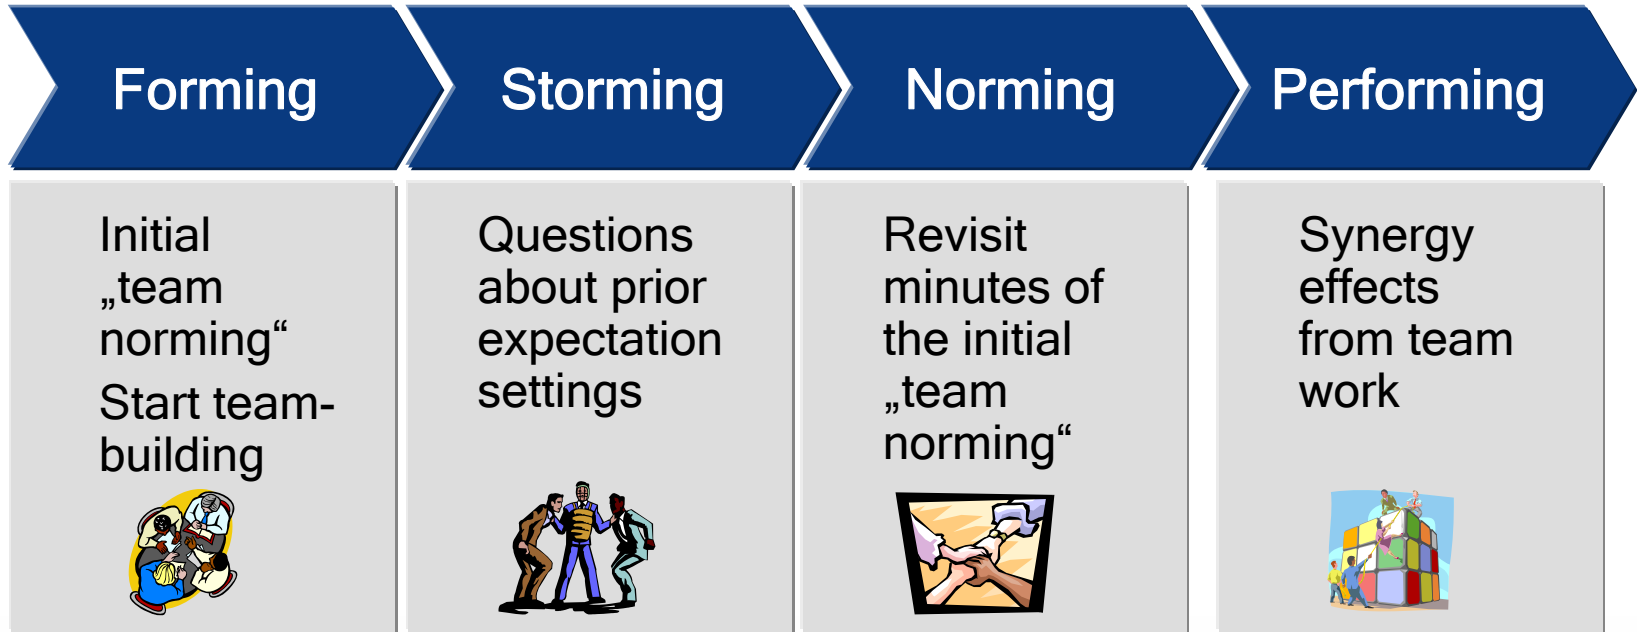 Forming
Storming
Norming
Performing
Initial
„team
norming“
Start team-
building
Questions
about prior
expectation
settings
Revisit
minutes of
the initial
„team
norming“
Synergy
effects
from team
work